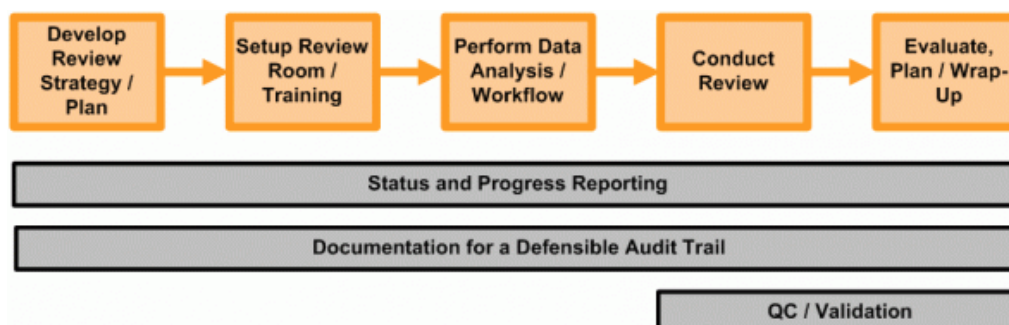 Develop
Review
Strategy /
Plan
Setup Review
Room /
Training
Perform Data
Analysis /
Workflow
Conduct
Review
Evaluate,
Plan / Wrap-
Up
Status and Progress Reporting
Documentation for a Defensible Audit Trail
QC / Validation